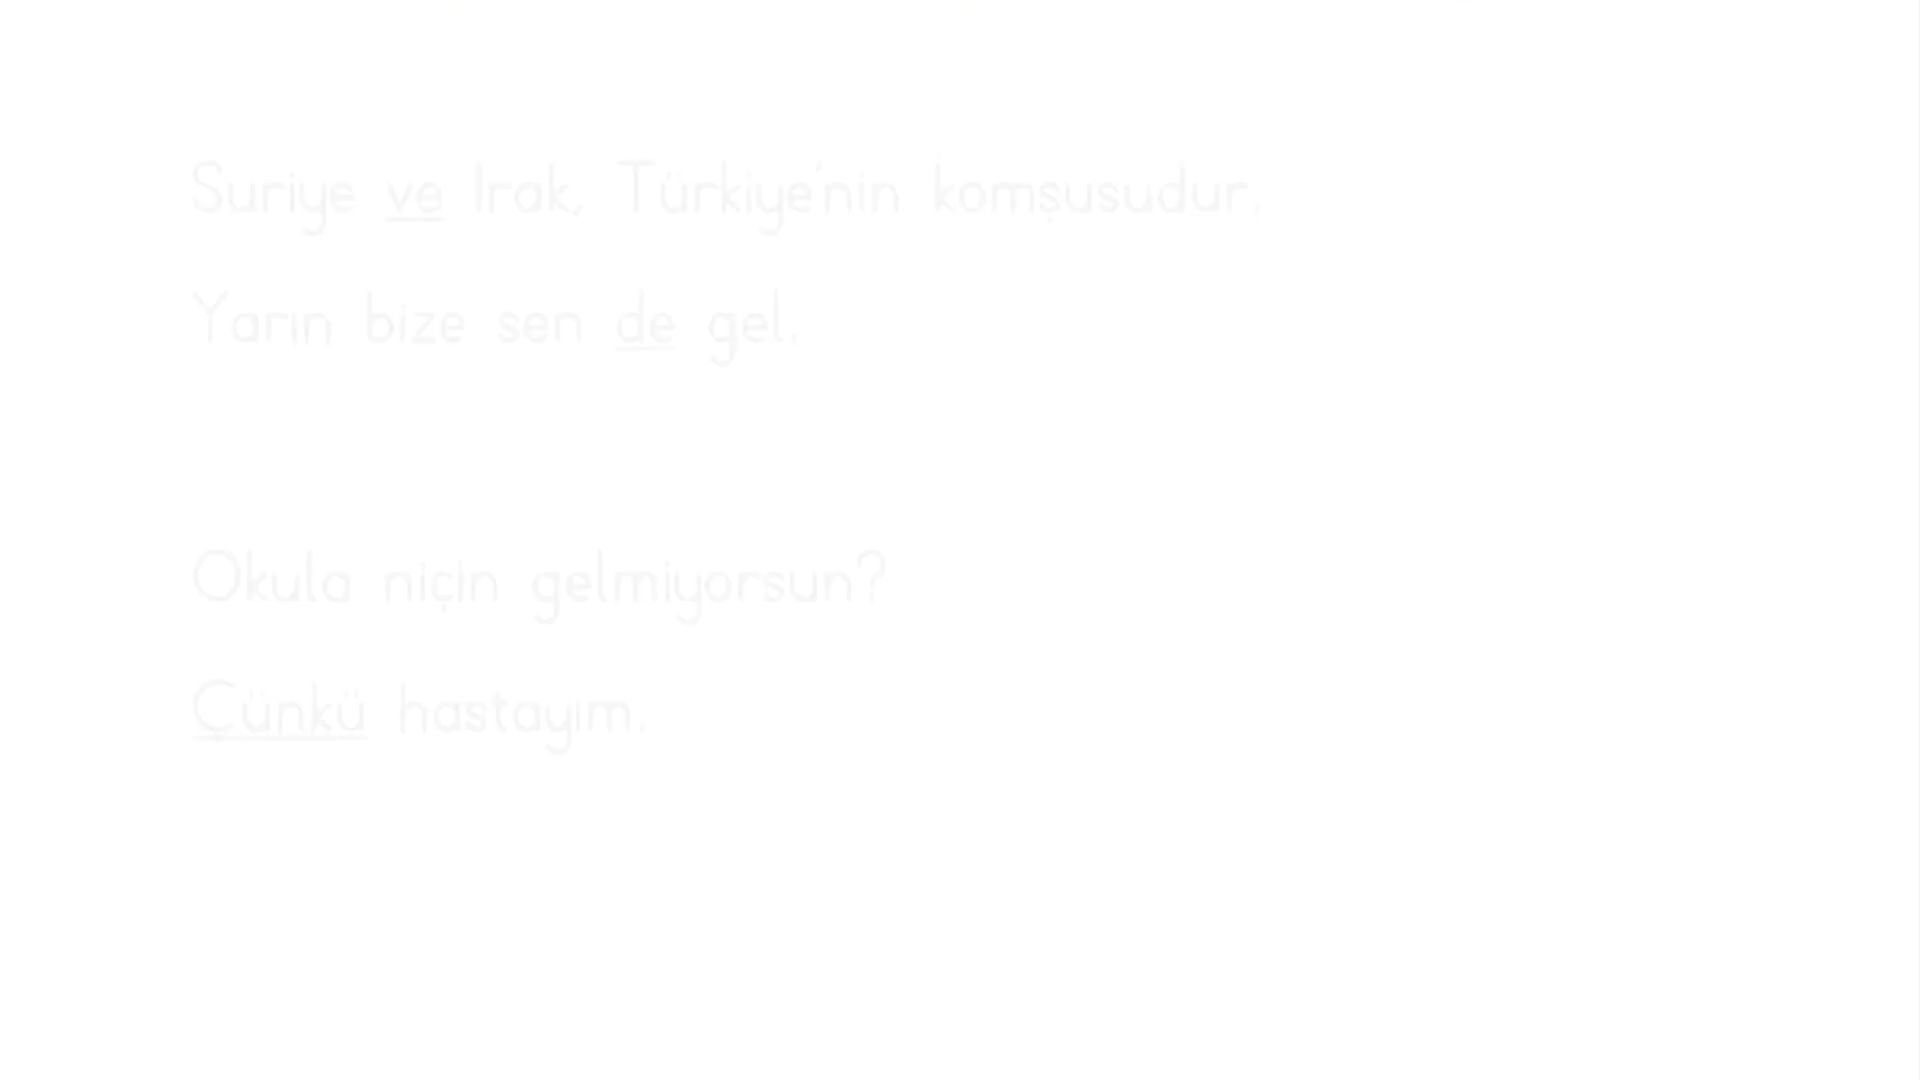 Suriye ve Irak, Türkiye'nin komşusudur.
Yarın bize sen de gel.
Okula niçin gelmiyorsun?
Çünkü hastayım.